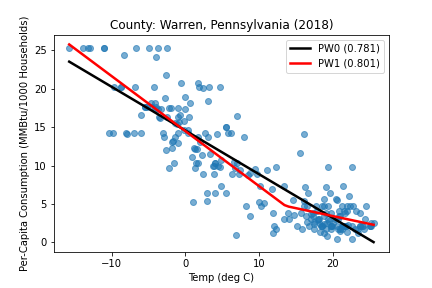 County: Warren, Pennsylvania (2018)
PW0 (0.781)
PW1 (0.801)
Per-Capita Consumption (MMBtu/1000 Households)
25
20
15
10
5
0
−10
0
10
20
Temp (deg C)